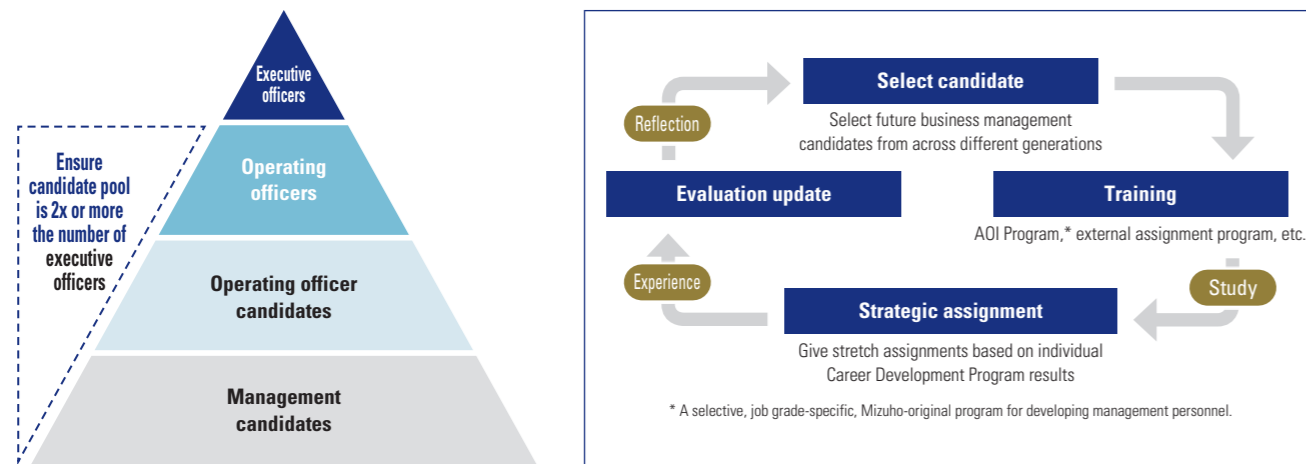 Executive
officers
Ensure
candidate pool
is 2x or more
the number of
executive
officers
Operating
officers
Operating officer
candidates
Management
candidates
Select candidate
Select future business management
candidates from across different generations
Reflection
Evaluation update
Training
AOI Program,* external assignment program, etc.
Experience
Study
Strategic assignment
Give stretch assignments based on individual
Career Development Program results
* A selective, job grade-specific, Mizuho-original program for developing management personnel.